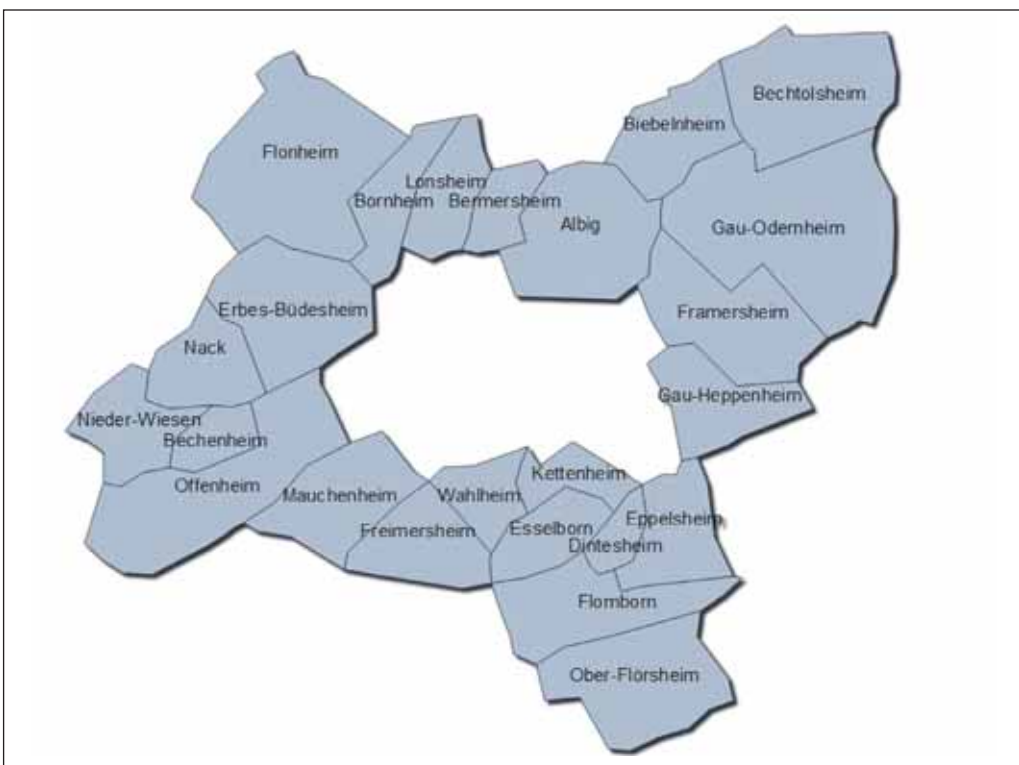 Bechtolsheim
Biebelnheim
Flonheim
Lonsheim
Bornheim
Bermersheim
Albig
Gau-Odernheim
Erbes-Büdesheim
Framersheim
Nack
Gau-Heppenheim
Nieder-Wiesen
Bechenheim
Kettenheim
Offenheim
Mauchenheim
Wahlheim
Eppelsheim
Freimersheim
Esselborn
Dintesheim
Flomborn
Ober-Flörsheim